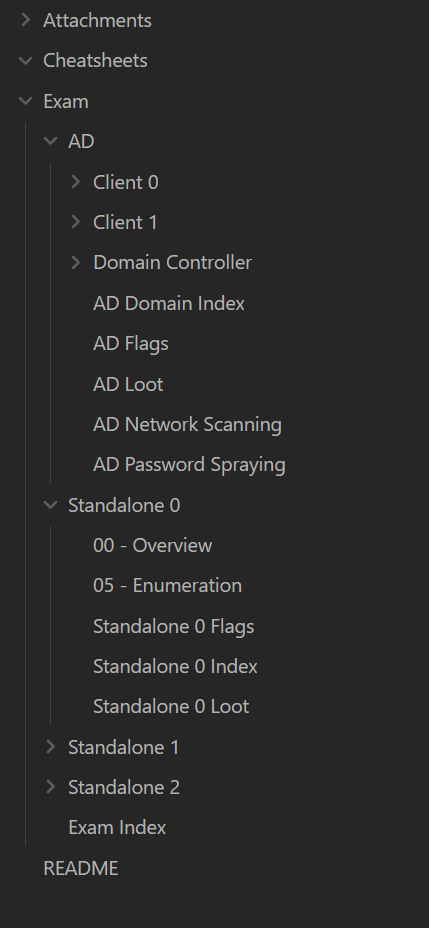 Attachments
Cheatsheets
Exam
AD
Client 0
Client 1
Domain Controller
AD Domain Index
AD Flags
AD Loot
AD Network Scanning
AD Password Spraying
Standalone 0
00 - Overview
05 - Enumeration
Standalone 0 Flags
Standalone 0 Index
Standalone 0 Loot
Standalone 1
Standalone 2
Exam Index
README